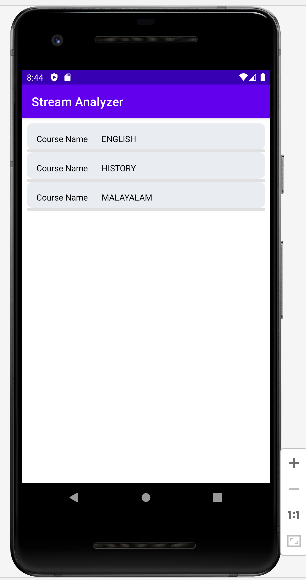 8:44
Stream Analyzer
Course Name ENGLISH
Course Name HISTORY
Course Name MALAYALAM
1:1